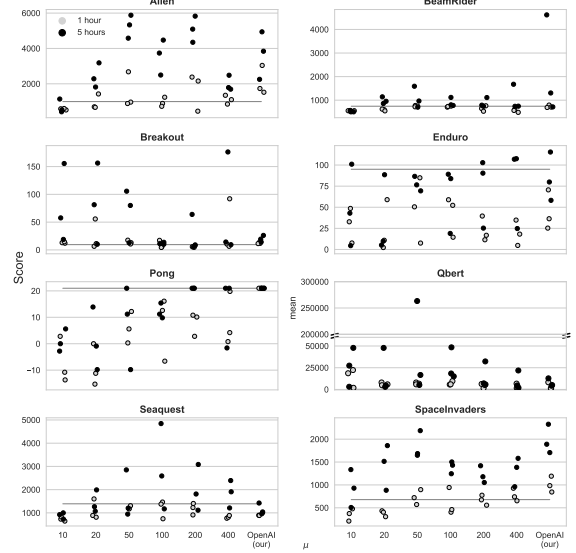 Alien
BeamRider
1 hour
5 hours
6000
4000
2000
4000
3000
2000
1000
Breakout
Enduro
150
100
50
0
100
75
50
25
0
Score
Pong
Qbert
20
10
0
−10
mean
300000
200000
50000
25000
0
Seaquest
SpaceInvaders
5000
4000
3000
2000
1000
2000
1500
1000
500
10 20 50 100 200 400 OpenAI (our)
10 20 50 100 200 400 OpenAI (our)
μ